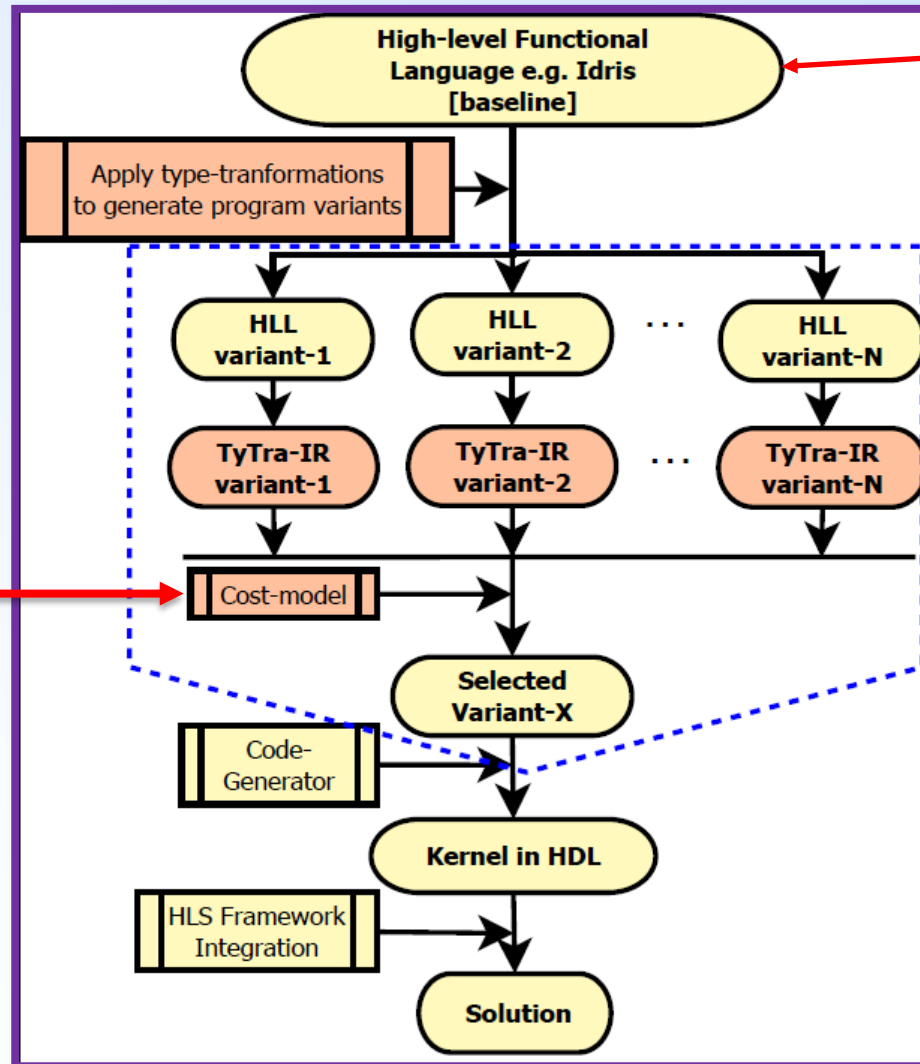 High-level Functional
Language e.g. Idris
[baseline]
Apply type-tranformations
to generate program variants
HLL
variant-1
HLL
variant-2
. . .
HLL
variant-N
TyTra-IR
variant-1
TyTra-IR
variant-2
. . .
TyTra-IR
variant-N
Cost-model
Selected
Variant-X
Code-
Generator
Kernel in HDL
HLS Framework
Integration
Solution